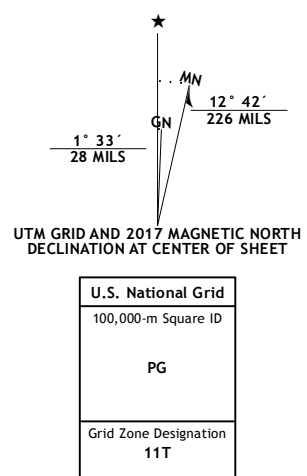 ★
MN
GN
12° 42´
226 MILS
1° 33´
28 MILS
UTM GRID AND 2017 MAGNETIC NORTH
DECLINATION AT CENTER OF SHEET
U.S. National Grid
100,000-m Square ID
PG
Grid Zone Designation
11T